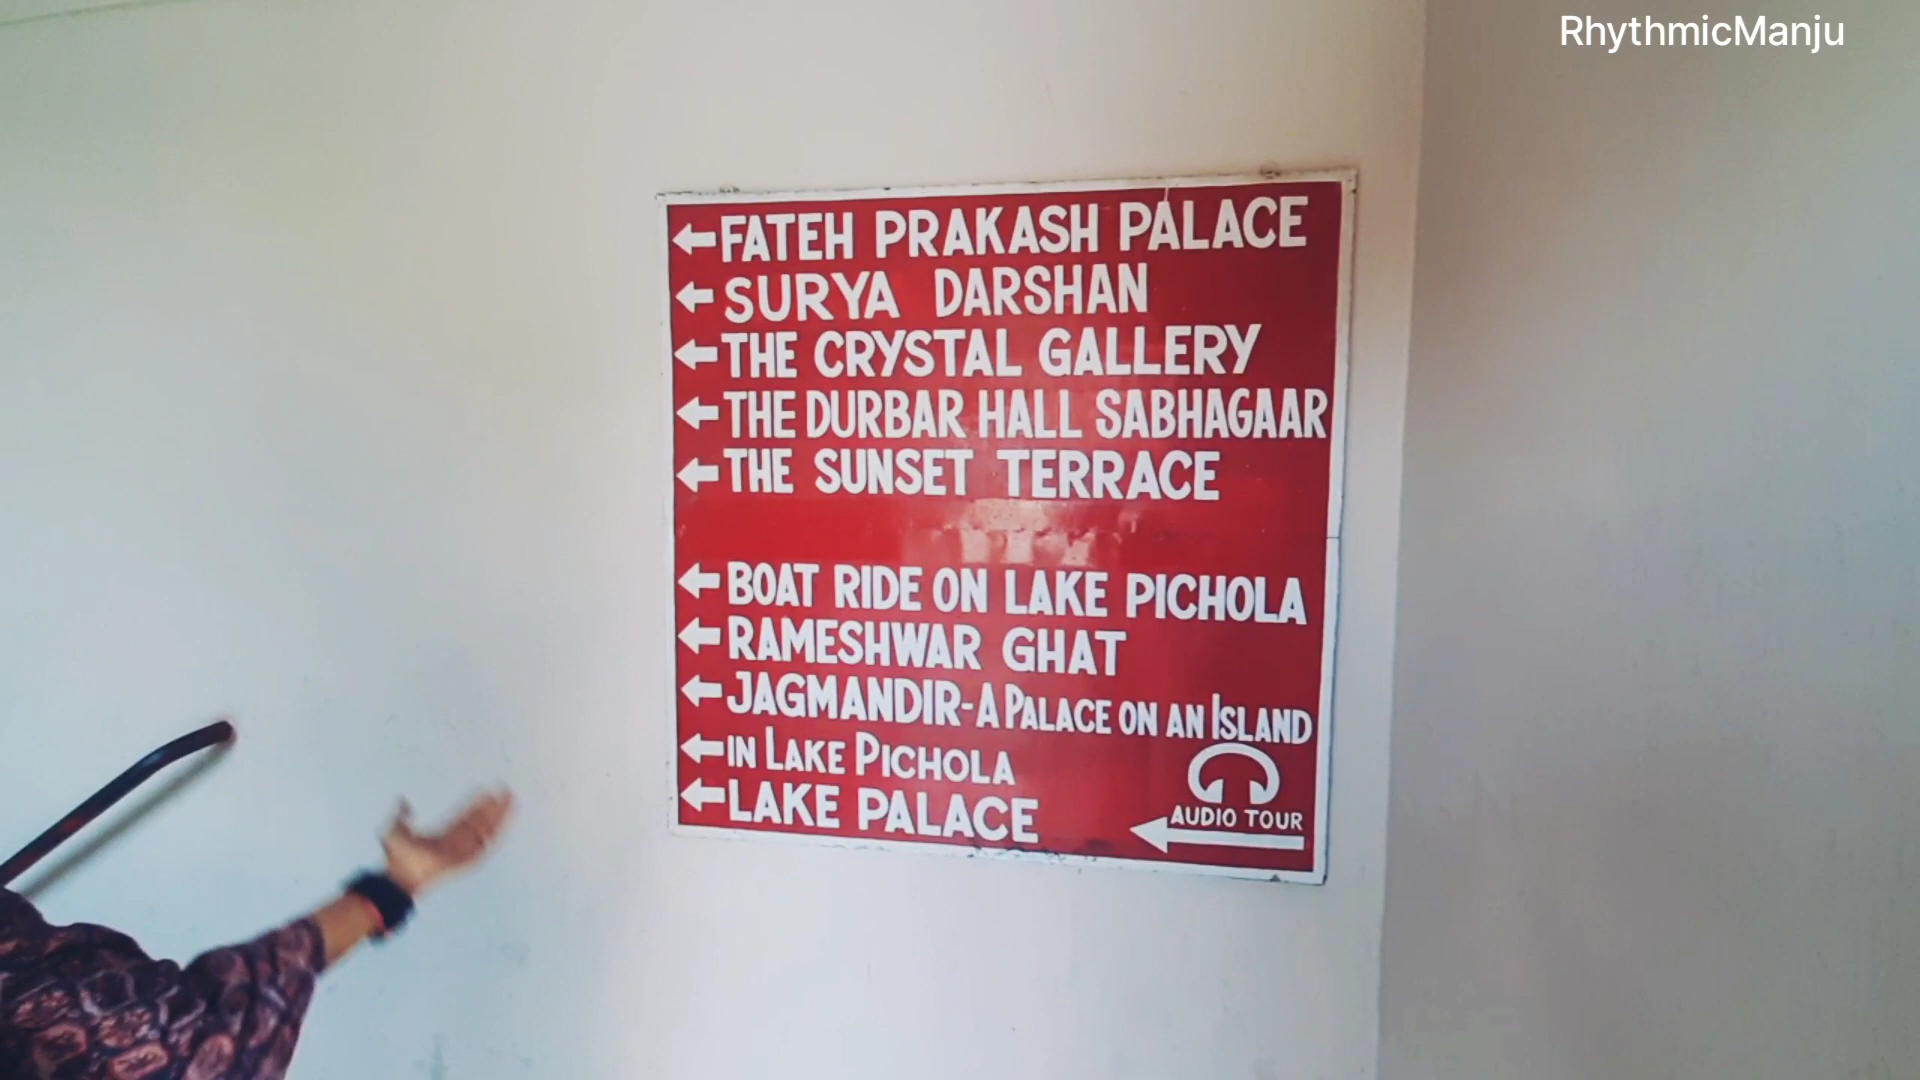 RhythmicManju
FATEH PRAKASH PALACE
SURYA DARSHAN
THE CRYSTAL GALLERY
THE DURBAR HALL SABHAGAAR
THE SUNSET TERRACE
BOAT RIDE ON LAKE PICHOLA
RAMESHWAR GHAT
JAGMANDIR-A PALACE ON AN ISLAND
IN LAKE PICHOLA
LAKE PALACE
AUDIO TOUR